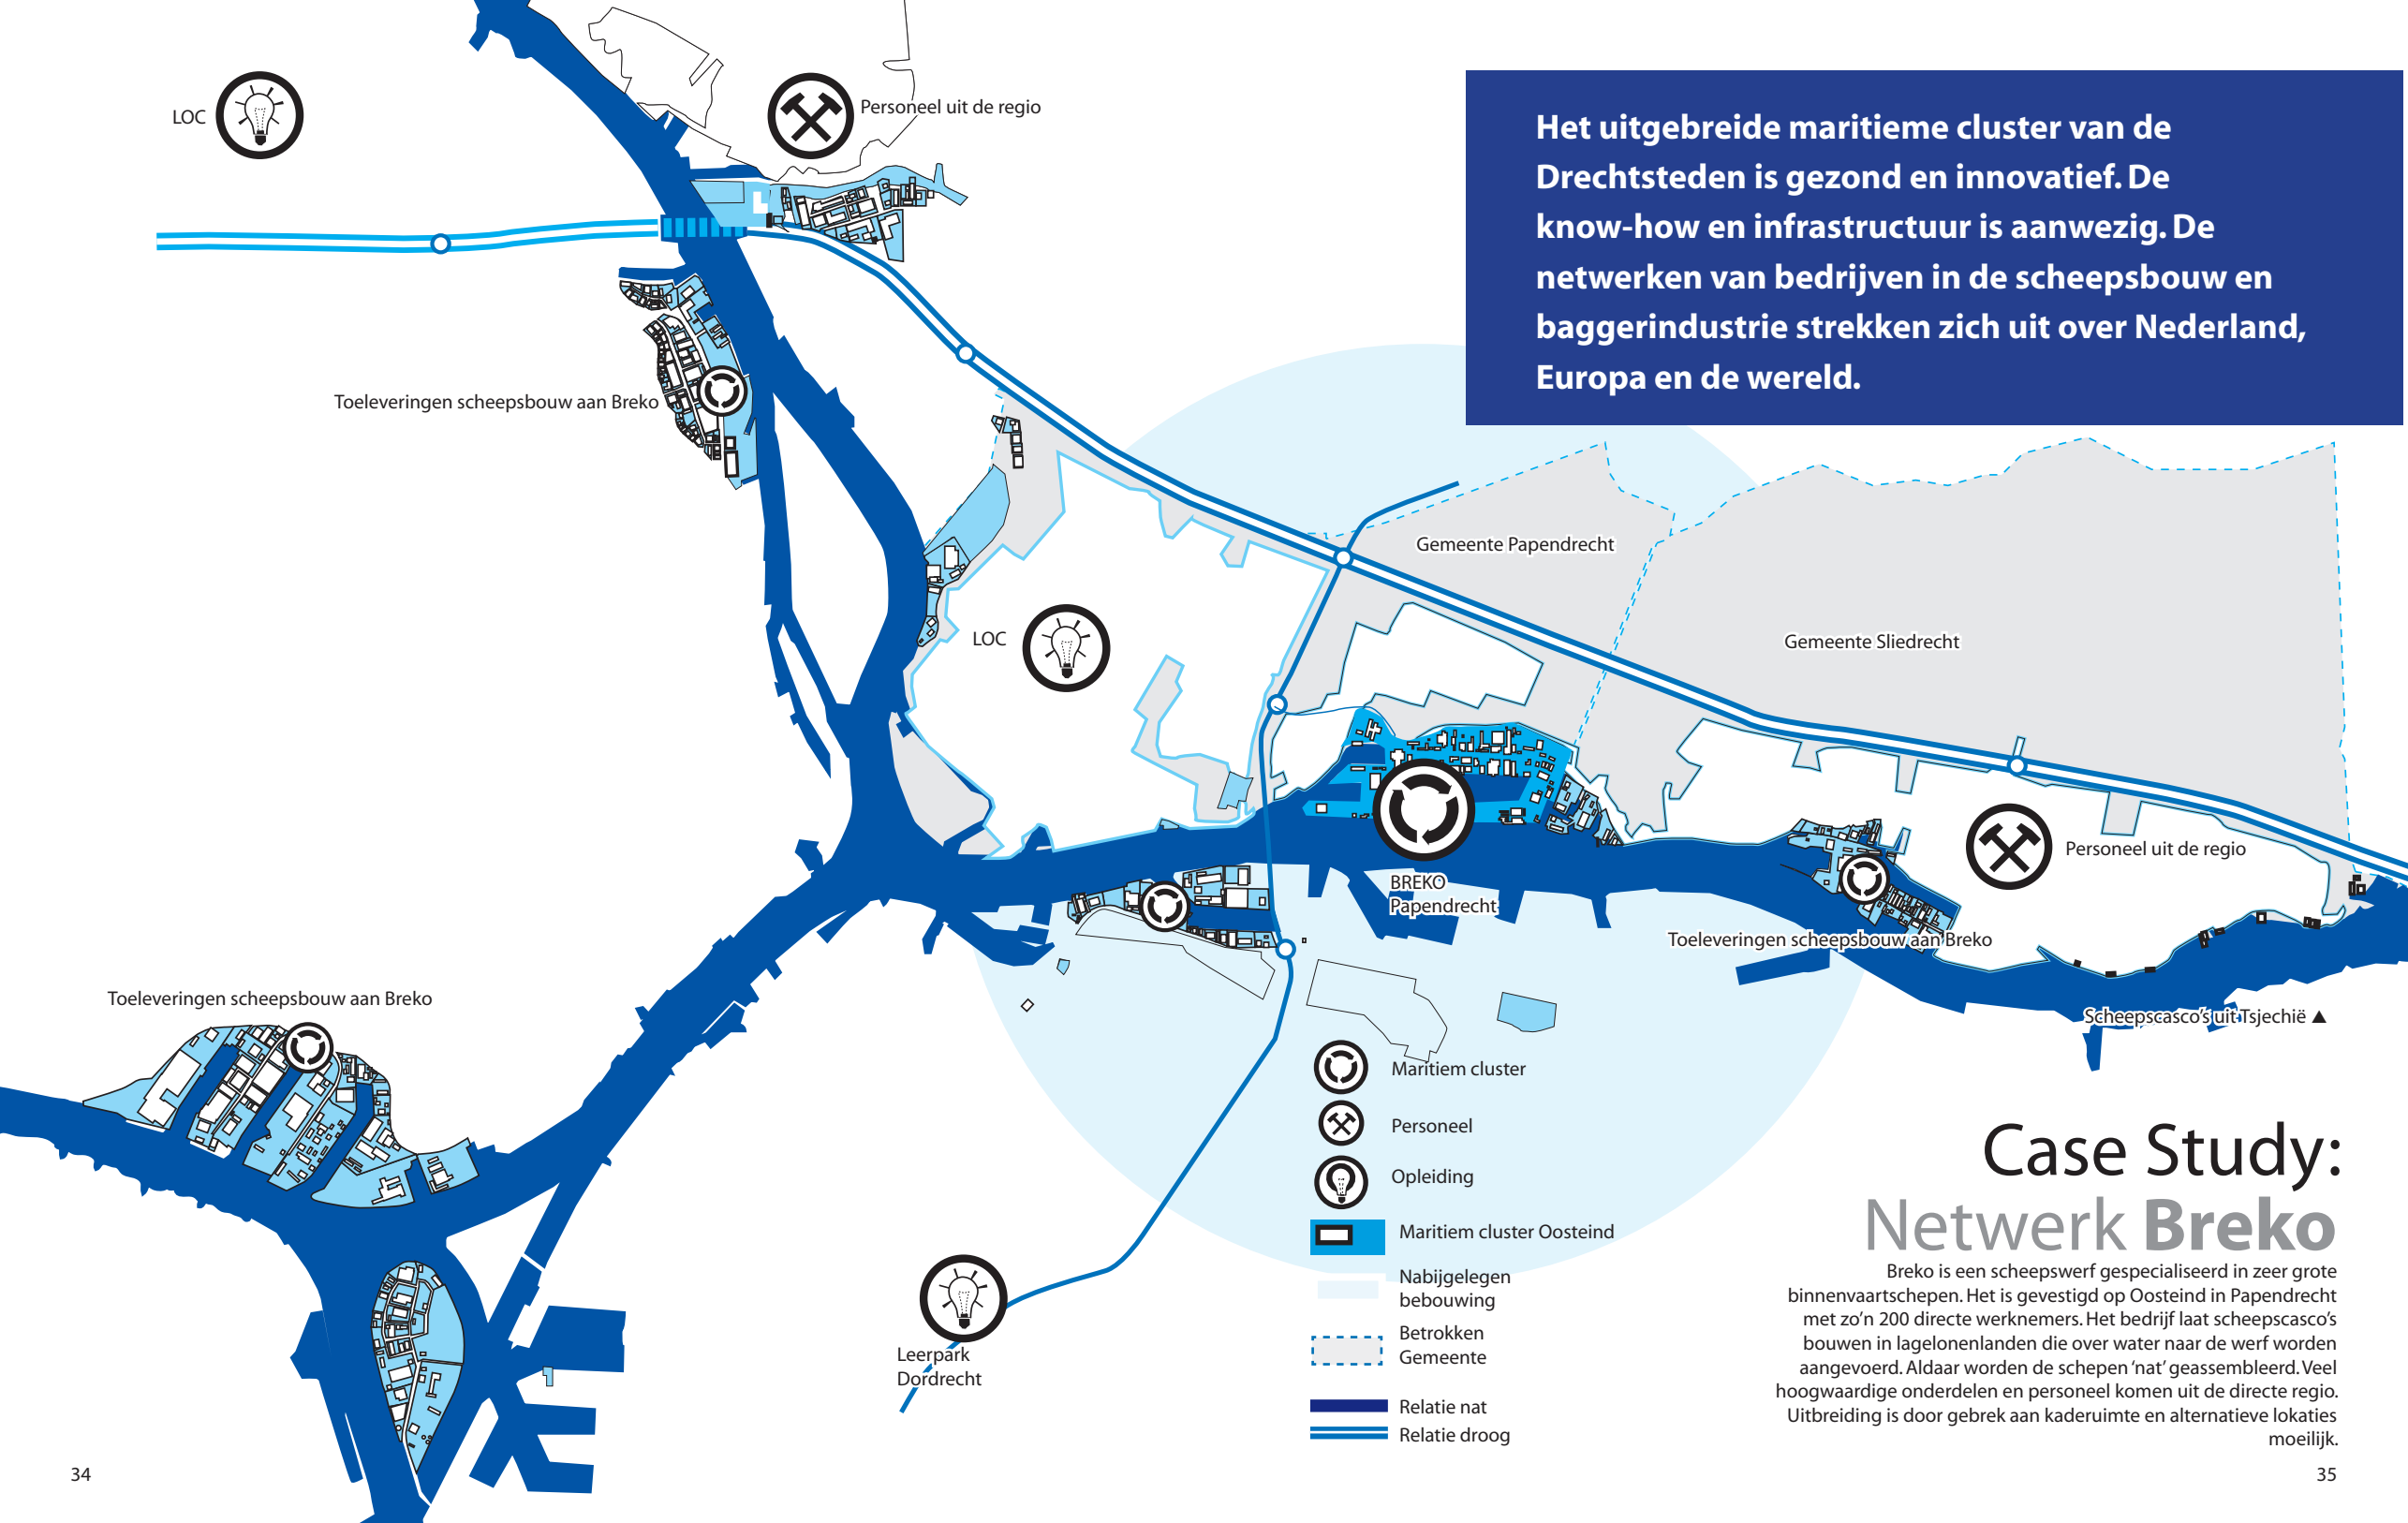 LOC
Personeel uit de regio
Het uitgebreide maritieme cluster van de
Drechtsteden is gezond en innovatief. De
know-how en infrastructuur is aanwezig. De
netwerken van bedrijven in de scheepsbouw en
baggerindustrie strekken zich uit over Nederland,
Europa en de wereld.
Toeleveringen scheepsbouw aan Breko
Gemeente Papendrecht
LOC
Gemeente Sliedrecht
Personeel uit de regio
BREKO
Papendrecht
Toeleveringen scheepsbouw aan Breko
Toeleveringen scheepsbouw aan Breko
Scheepscasco’s uit Tsjechië ▲
Maritiem cluster
Personeel
Opleiding
Maritiem cluster Oosteind
Nabijgelegen
bebouwing
Betrokken
Gemeente
Relatie nat
Relatie droog
Leerpark
Dordrecht
Case Study:
Netwerk Breko
Breko is een scheepswerf gespecialiseerd in zeer grote
binnenvaartschepen. Het is gevestigd op Oosteind in Papendrecht
met zo’n 200 directe werknemers. Het bedrijf laat scheepscasco’s
bouwen in lagelonenlanden die over water naar de werf worden
aangevoerd. Aldaar worden de schepen ‘nat’ geassembleerd. Veel
hoogwaardige onderdelen en personeel komen uit de directe regio.
Uitbreiding is door gebrek aan kaderuimte en alternatieve lokaties
moeilijk.
34
35